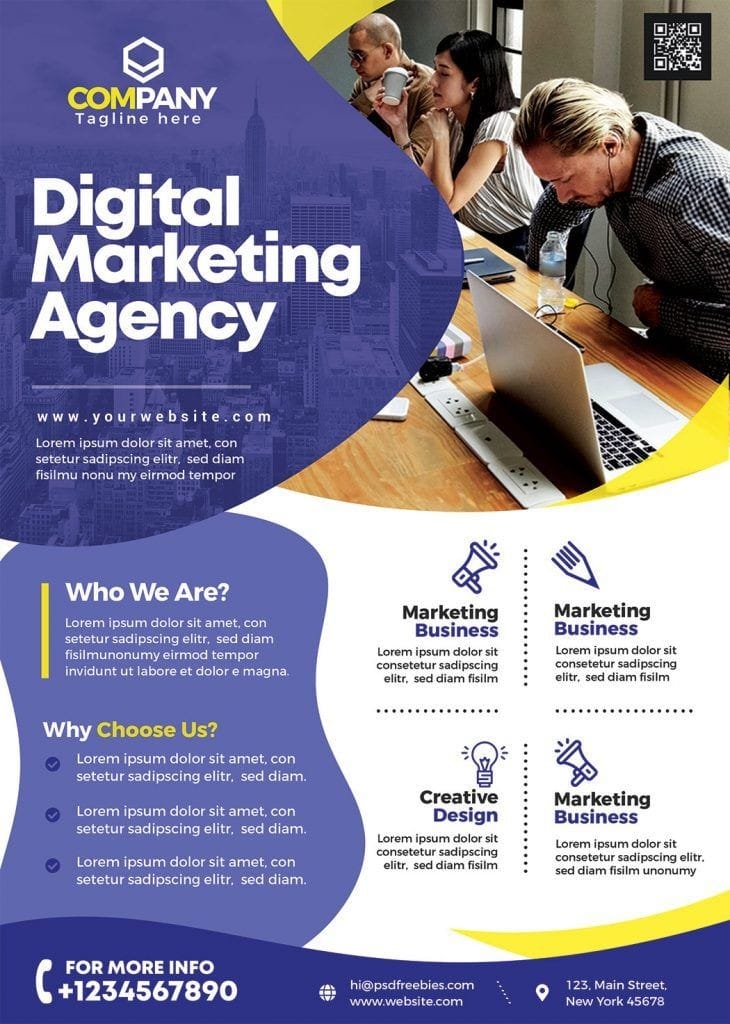 COMPANY
Tagline here
Digital
Marketing
Agency
www.yourwebsite.com
Lorem ipsum dolor sit amet, con
setetur sadipscing elitr, sed diam
fisilmu nonu my eirmod tempor
Who We Are?
Lorem ipsum dolor sit amet, con
setetur sadipscing elitr, sed diam
fisilmunonumy eirmod tempor
invidunt ut labore et dolor e magna.
Why Choose Us?
Lorem ipsum dolor sit amet, con
setetur sadipscing elitr, sed diam.
Lorem ipsum dolor sit amet, con
setetur sadipscing elitr, sed diam.
Lorem ipsum dolor sit amet, con
setetur sadipscing elitr, sed diam.
Marketing
Business
Lorem ipsum dolor sit
consetetur sadipscing
elitr, sed diam fisilm
Marketing
Business
Lorem ipsum dolor sit
consetetur sadipscing
elitr, sed diam fisilm
Creative
Design
Lorem ipsum dolor sit
consetetur sadipscing
elitr, sed diam fisilm
Marketing
Business
Lorem ipsum dolor sit
consetetur sadipscing elitr,
sed diam fisilm unonumy
FOR MORE INFO
+1234567890
hi@psdfreebies.com
www.website.com
123, Main Street,
New York 45678